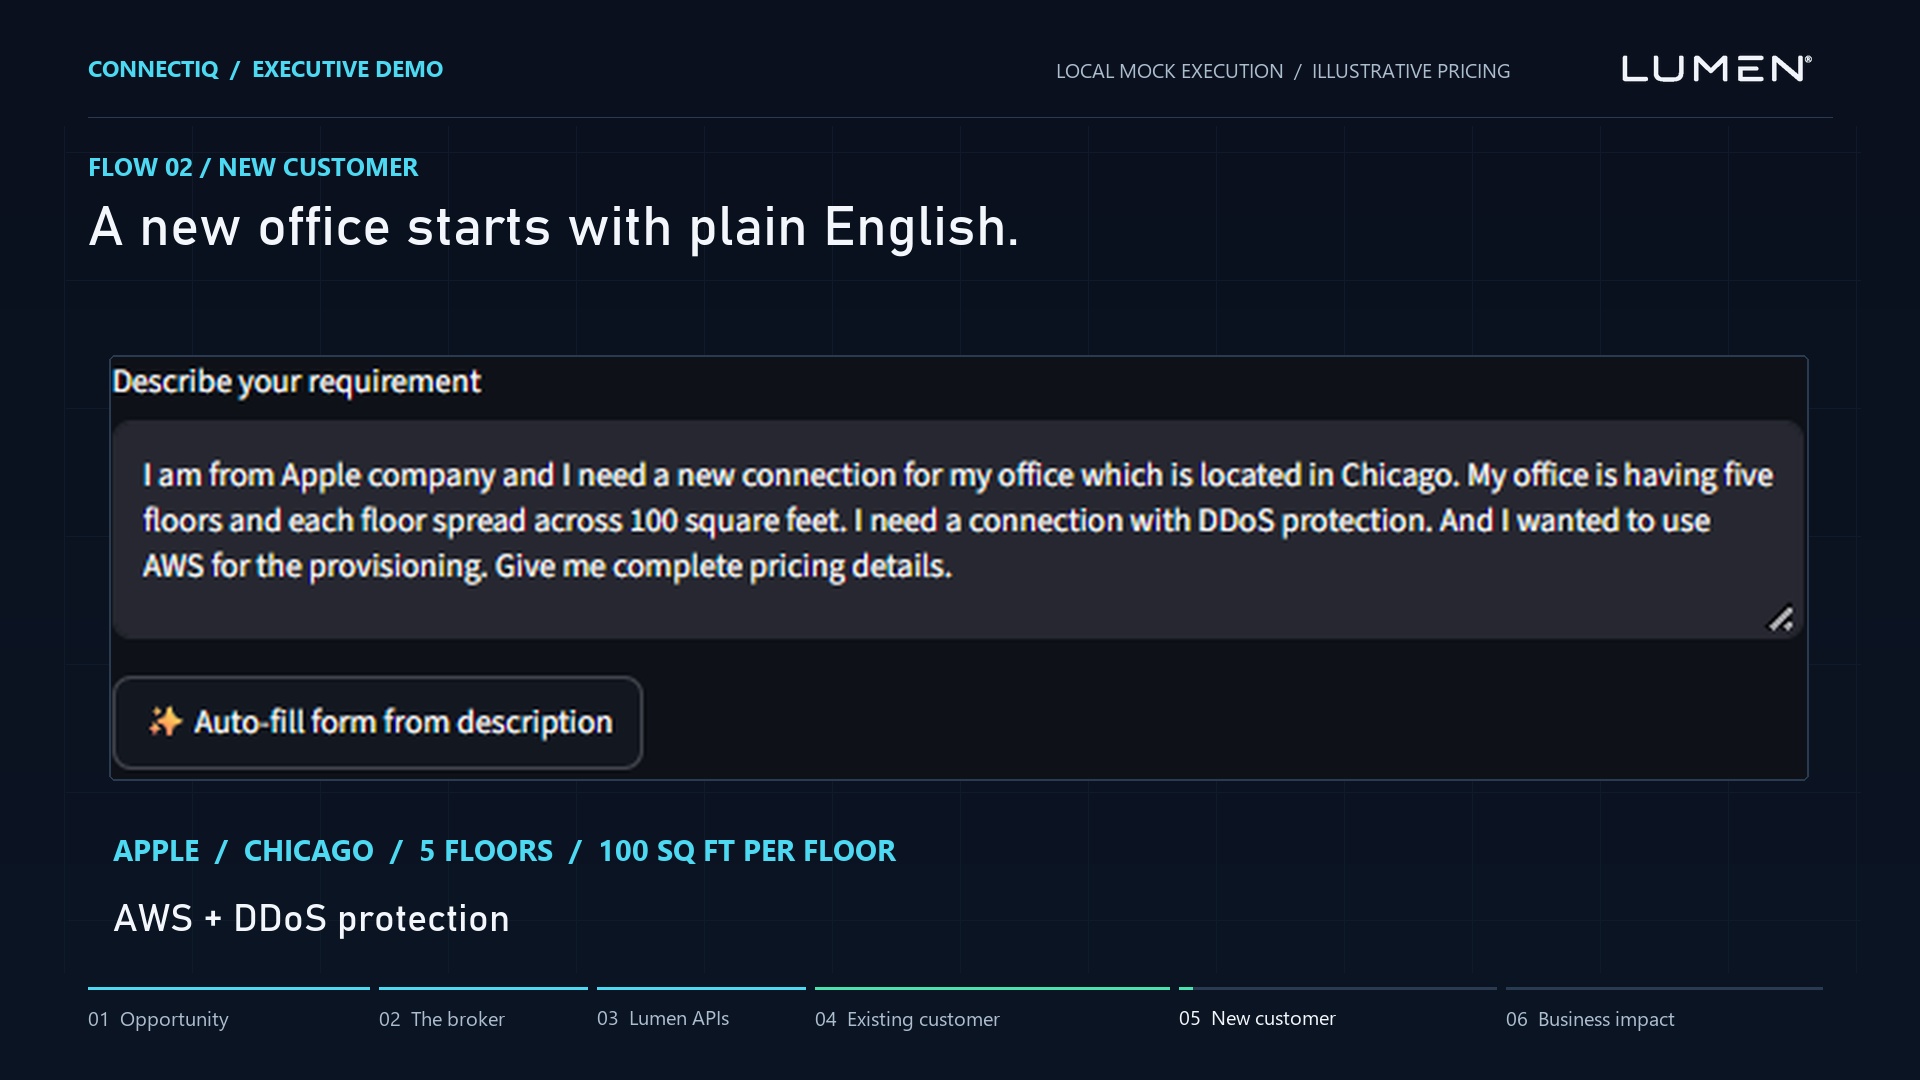 CONNECTIQ / EXECUTIVE DEMO
LOCAL MOCK EXECUTION / ILLUSTRATIVE PRICING
LUMEN®
FLOW 02 / NEW CUSTOMER
A new office starts with plain English.
Describe your requirement
I am from Apple company and I need a new connection for my office which is located in Chicago. My office is having five
floors and each floor spread across 100 square feet. I need a connection with DDoS protection. And I wanted to use
AWS for the provisioning. Give me complete pricing details.
✨ Auto-fill form from description
APPLE / CHICAGO / 5 FLOORS / 100 SQ FT PER FLOOR
AWS + DDoS protection
01 Opportunity
02 The broker
03 Lumen APIs
04 Existing customer
05 New customer
06 Business impact